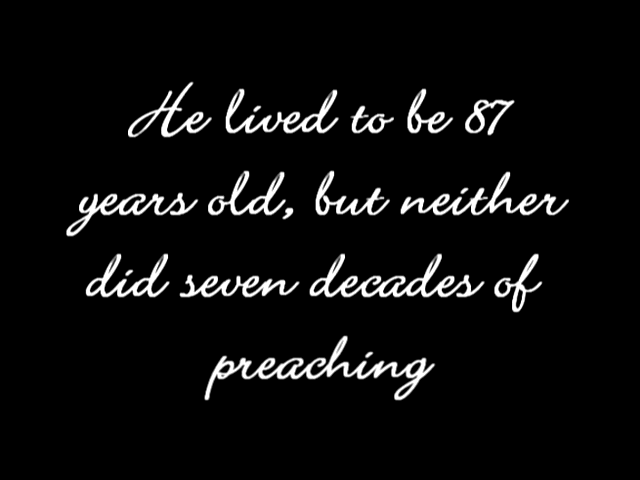 He lived to be 87
years old, but neither
did seven decades of
preaching